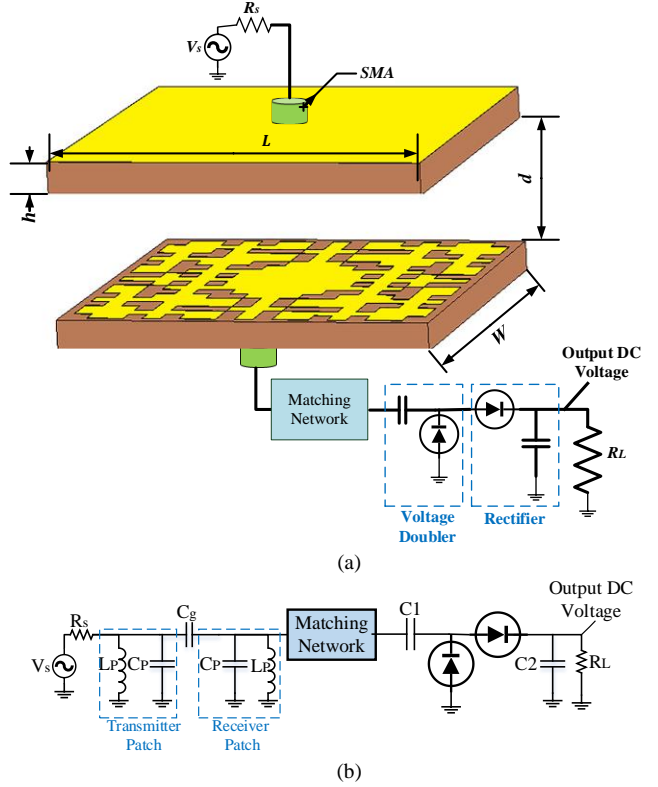 Rs
Vs
SMA
L
h
d
W
Output DC
Voltage
Matching
Network
RL
Voltage
Doubler
Rectifier
(a)
Output DC
Voltage
Rs
Cg
Matching
Network
C1
Vs
LP
CP
CP
LP
C2
RL
Transmitter
Patch
Receiver
Patch
(b)